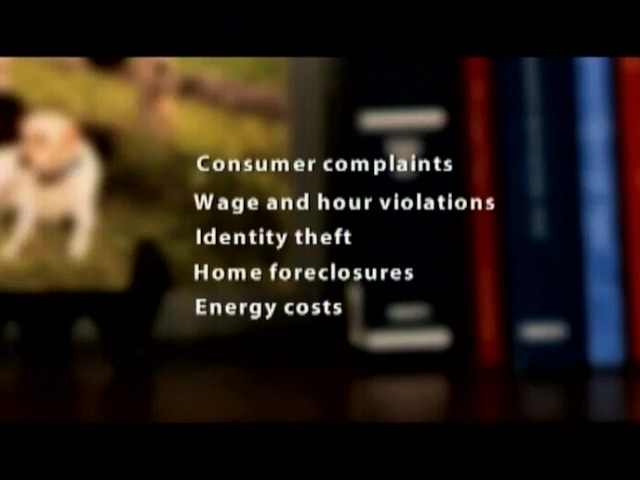 Consumer complaints
Wage and hour violations
Identity theft
Home foreclosures
Energy costs